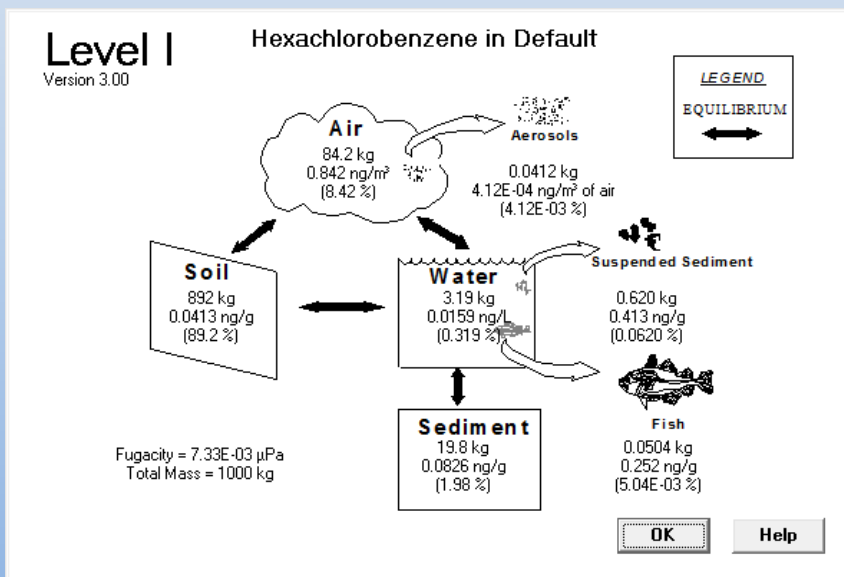 Level I
Version 3.00
Hexachlorobenzene in Default
LEGEND
EQUILIBRIUM
Air
84.2 kg
0.842 ng/m³
(8.42 %)
Aerosols
0.0412 kg
4.12E-04 ng/m³ of air
(4.12E-03 %)
Soil
892 kg
0.0413 ng/g
(89.2 %)
Water
3.19 kg
0.0159 ng/L
(0.319 %)
Suspended Sediment
0.620 kg
0.413 ng/g
(0.0620 %)
Sediment
19.8 kg
0.0826 ng/g
(1.98 %)
Fish
0.0504 kg
0.252 ng/g
(5.04E-03 %)
Fugacity = 7.33E-03 µPa
Total Mass = 1000 kg
OK
Help